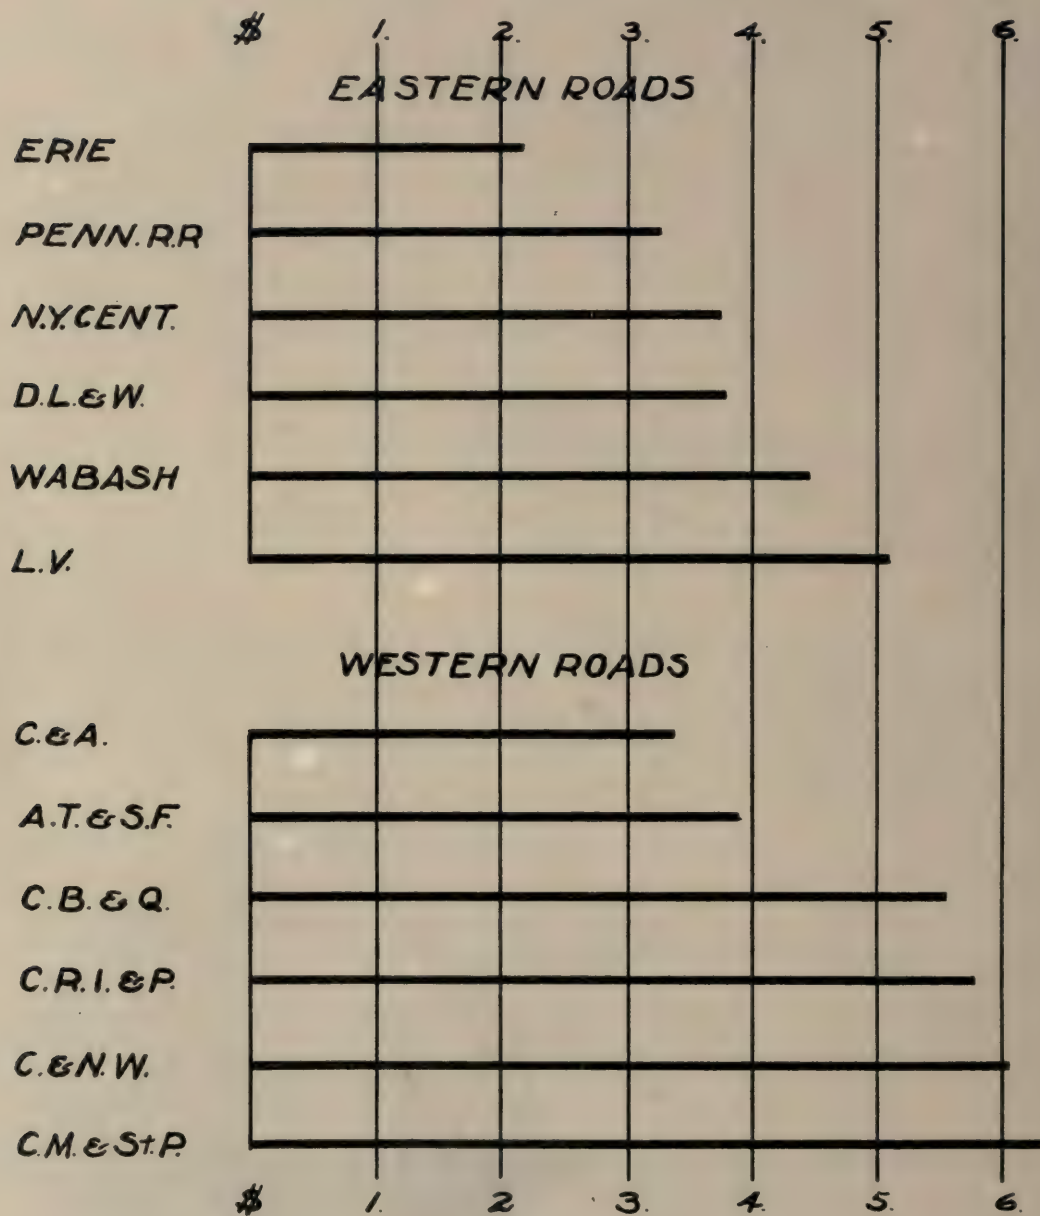 $ 1. 2. 3. 4. 5. 6.
EASTERN ROADS
ERIE
PENN. R.R
N.Y. CENT.
D.L.&W.
WABASH
L.V.
WESTERN ROADS
C.&A.
A.T.&S.F.
C.B.&Q.
C.R.I.&P.
C.&N.W.
C.M.&St.P.
$ 1. 2 3. 4. 5. 6.